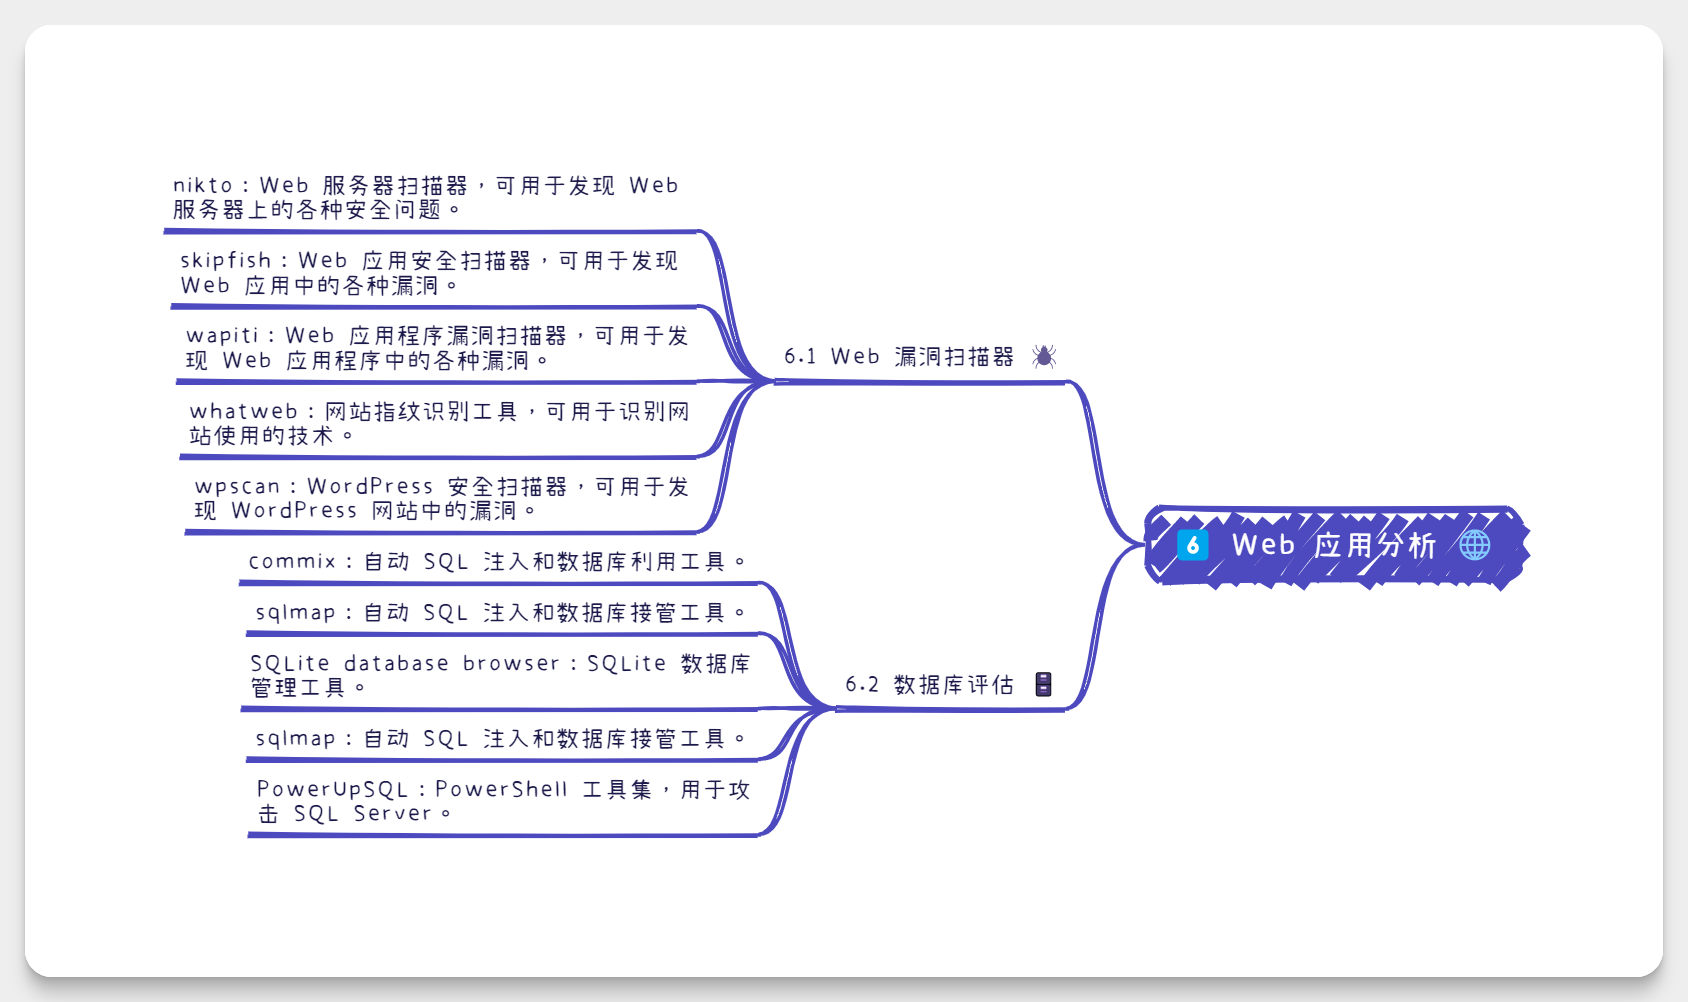 nikto：Web 服务器扫描器，可用于发现 Web
服务器上的各种安全问题。
skipfish：Web 应用安全扫描器，可用于发现
Web 应用中的各种漏洞。
wapiti：Web 应用程序漏洞扫描器，可用于发
现 Web 应用程序中的各种漏洞。
whatweb：网站指纹识别工具，可用于识别网
站使用的技术。
wpscan：WordPress 安全扫描器，可用于发
现 WordPress 网站中的漏洞。
6.1 Web 漏洞扫描器
commix：自动 SQL 注入和数据库利用工具。
sqlmap：自动 SQL 注入和数据库接管工具。
SQLite database browser：SQLite 数据库
管理工具。
sqlmap：自动 SQL 注入和数据库接管工具。
PowerUpSQL：PowerShell 工具集，用于攻
击 SQL Server。
6.2 数据库评估
6 Web 应用分析